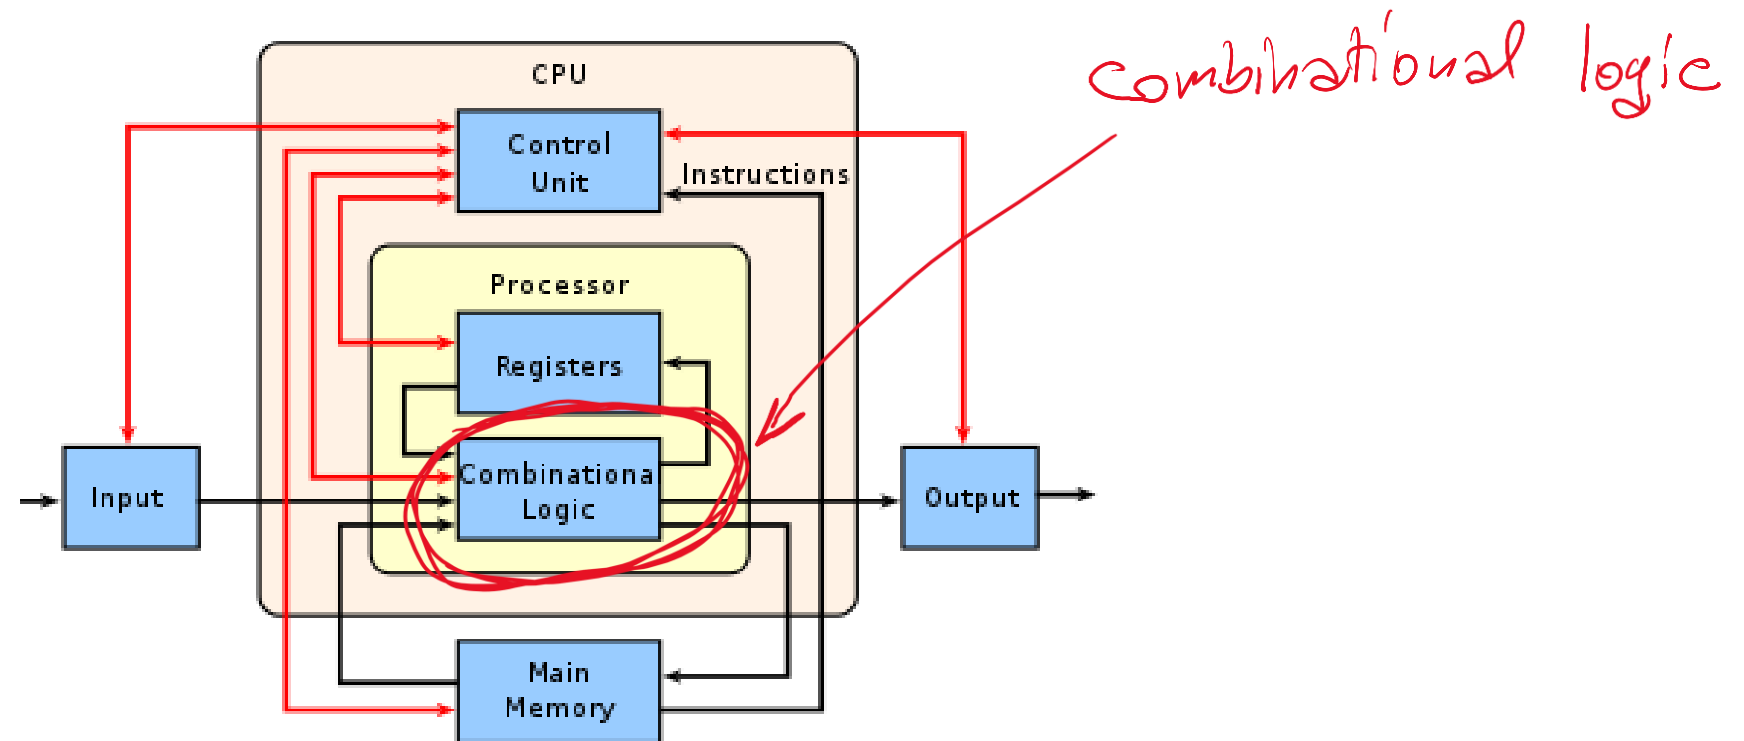 combinational logic
CPU
Control
Unit
Instructions
Processor
Registers
Combinationa
Logic
Input
Output
Main
Memory